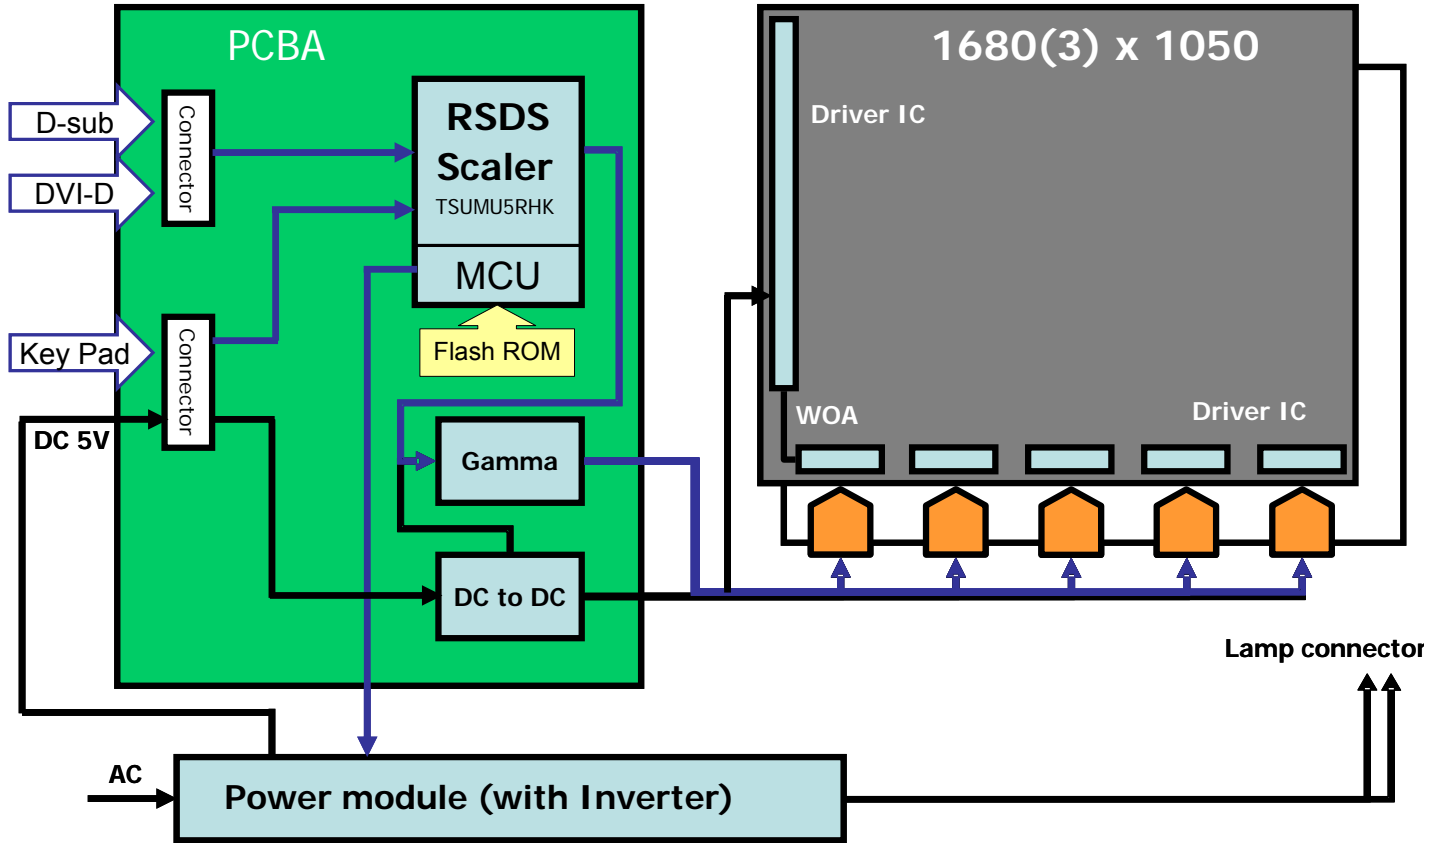 PCBA
1680(3) x 1050
D-sub
DVI-D
Connector
RSDS
Scaler
TSUMU5RHK
MCU
Flash ROM
Driver IC
Key Pad
Connector
DC 5V
Gamma
DC to DC
WOA
Driver IC
Lamp connector
AC
Power module (with Inverter)